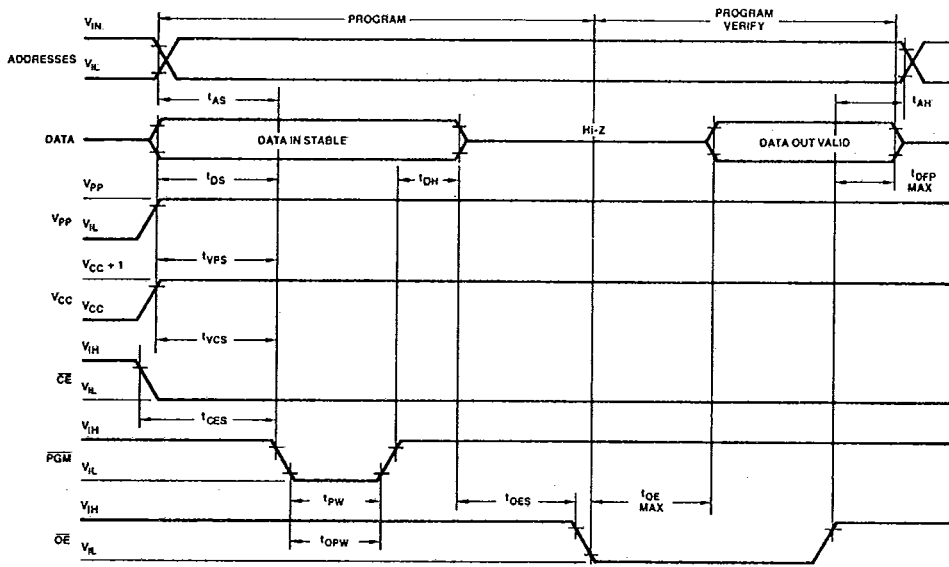 PROGRAM
PROGRAM
VERIFY
VIN.
ADDRESSES
VIL
tAS
tAH
DATA
DATA IN STABLE
Hi-Z
DATA OUT VALID
tDS
tDH
tDFP
MAX
VPP
VPP
VIL
tVPS
VCC + 1
VCC
VCC
tVCS
VIH
CE
VIL
tCES
VIH
PGM
VIL
tPW
tOES
tOE
MAX
VIH
tOPW
OE
VIL